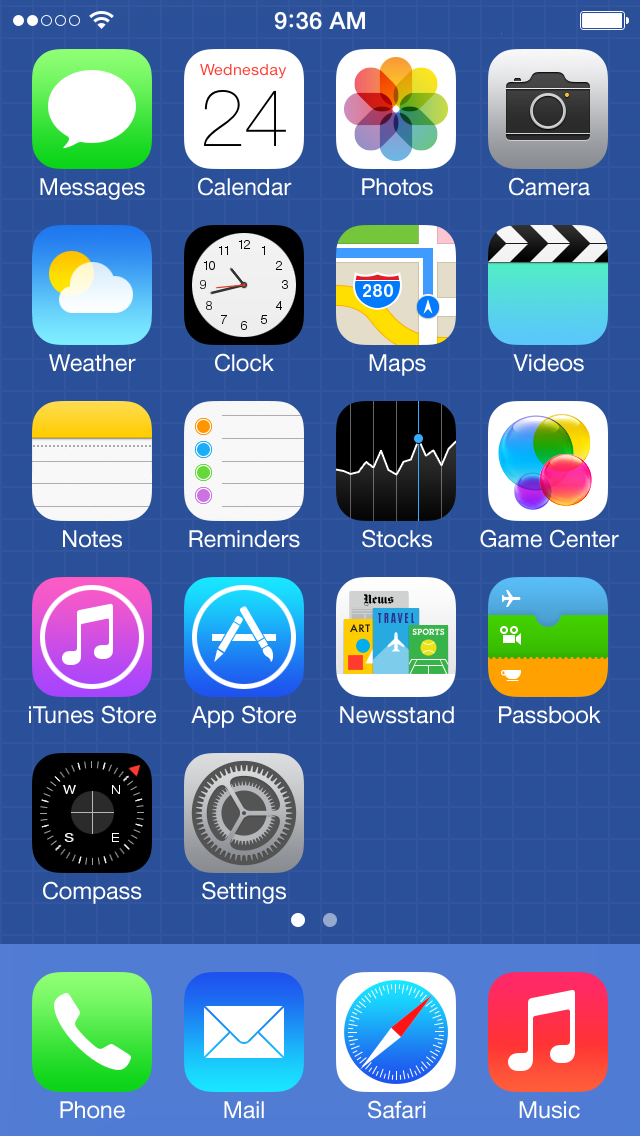 9:36 AM
Wednesday
24
Messages
Calendar
Photos
Camera
12
11
1
10
2
9
3
8
4
7
5
6
280
Weather
Clock
Maps
Videos
Notes
Reminders
Stocks
Game Center
News
ART
TRAVEL
SPORTS
iTunes Store
App Store
Newsstand
Passbook
W
N
S
E
Compass
Settings
Phone
Mail
Safari
Music